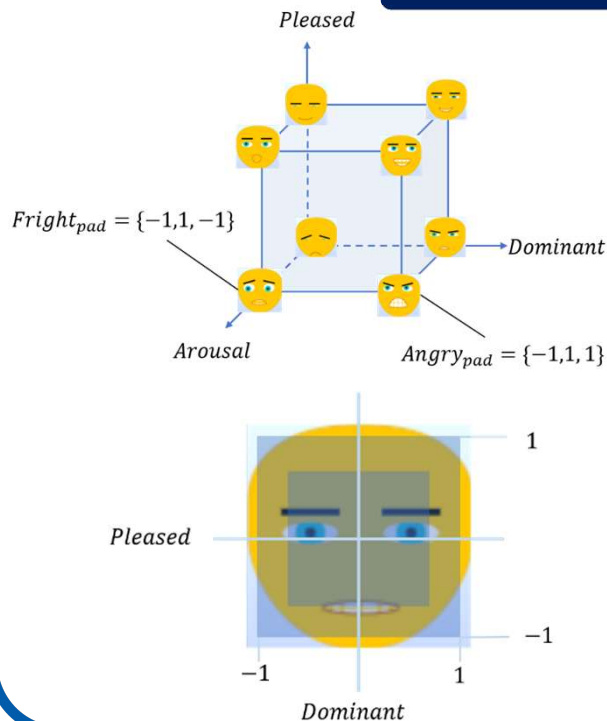 Pleased
Fright_pad = {−1,1, −1}
Dominant
Arousal
Angry_pad = {−1,1, 1}
1
Pleased
−1
−1
1
Dominant